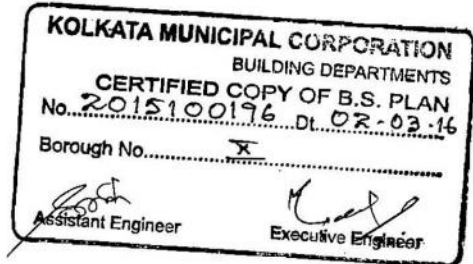 KOLKATA MUNICIPAL CORPORATION
BUILDING DEPARTMENTS
CERTIFIED COPY OF B.S. PLAN
No. 2015100196 Dt. 02-03-16
Borough No. X
Assistant Engineer Executive Engineer